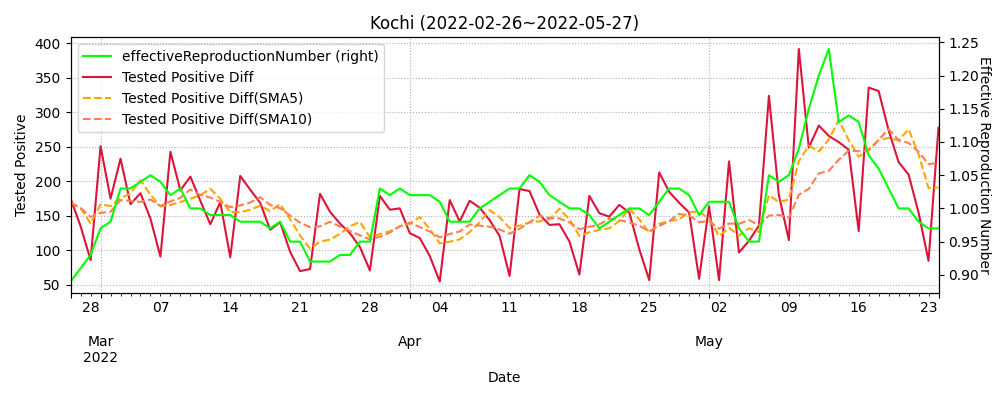 Kochi (2022-02-26~2022-05-27)
effectiveReproductionNumber (right)
Tested Positive Diff
Tested Positive Diff(SMA5)
Tested Positive Diff(SMA10)
Tested Positive
400
350
300
250
200
150
100
50
1.25
1.20
1.15
1.10
1.05
1.00
0.95
0.90
Effective Reproduction Number
28 07 14 21 28 04 11 18 25 02 09 16 23
Mar Apr May
2022
Date